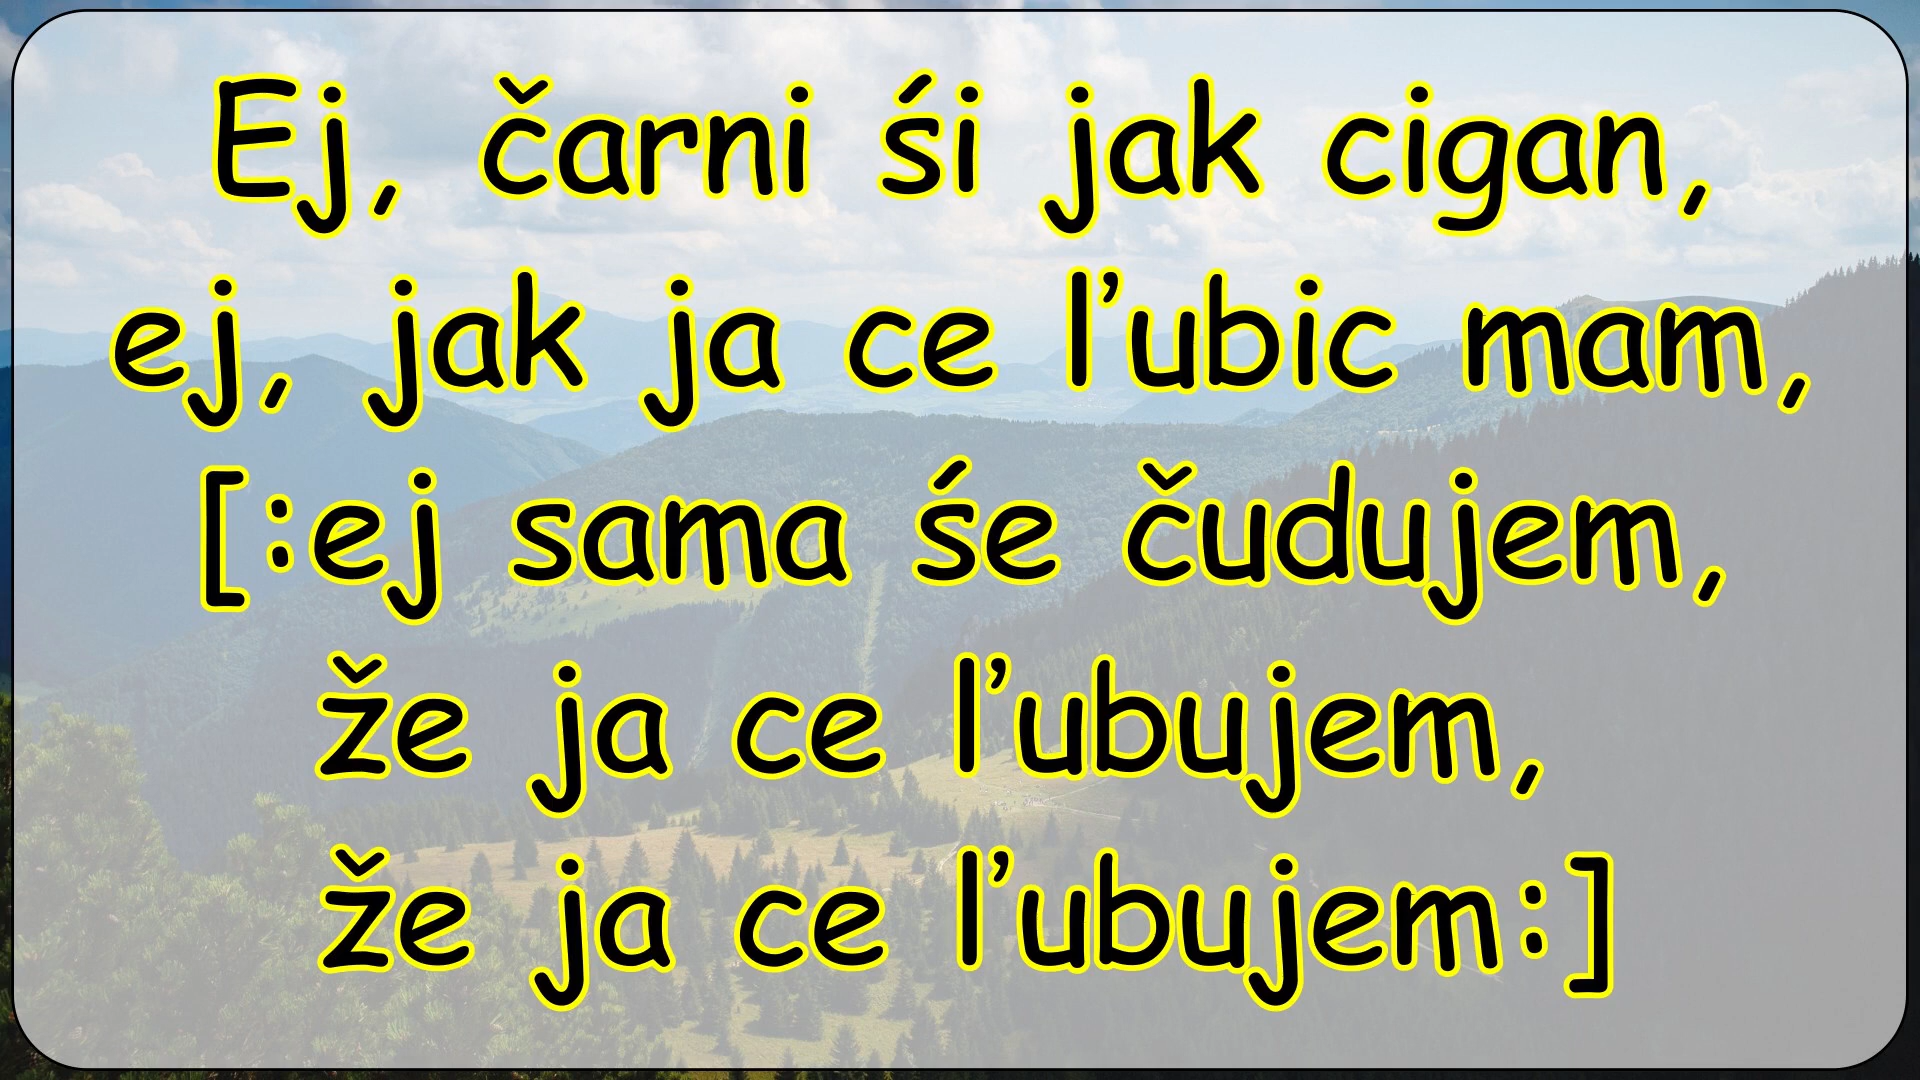 Ej, čarni śi jak cigan,
ej, jak ja ce ľubic mam,
[:ej sama śe čudujem,
že ja ce ľubujem,
že ja ce ľubujem:]